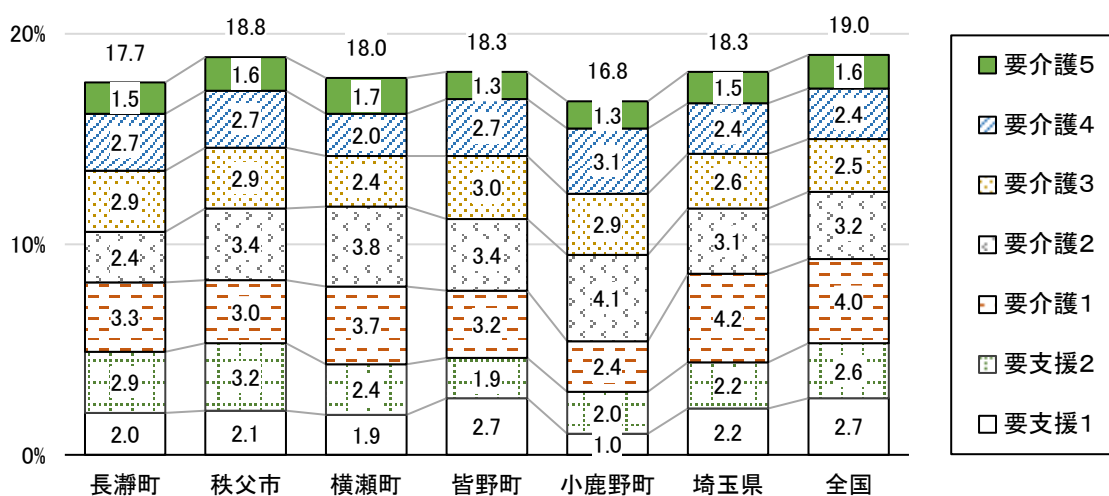 20%
17.7 18.8 18.0 18.3 16.8 18.3 19.0
1.5 1.6 1.7 1.3 1.3 1.5 1.6
2.7 2.7 2.0 2.7 3.1 2.4 2.4
2.9 2.9 2.4 3.0 2.9 2.6 2.5
10%
2.4 3.4 3.8 3.4 4.1 3.1 3.2
3.3 3.0 3.7 3.2 2.4 4.2 4.0
2.9 3.2 2.4 1.9 2.0 2.2 2.6
2.0 2.1 1.9 2.7 1.0 2.2 2.7
0%
長瀞町 秩父市 横瀬町 皆野町 小鹿野町 埼玉県 全国
要介護5
要介護4
要介護3
要介護2
要介護1
要支援2
要支援1